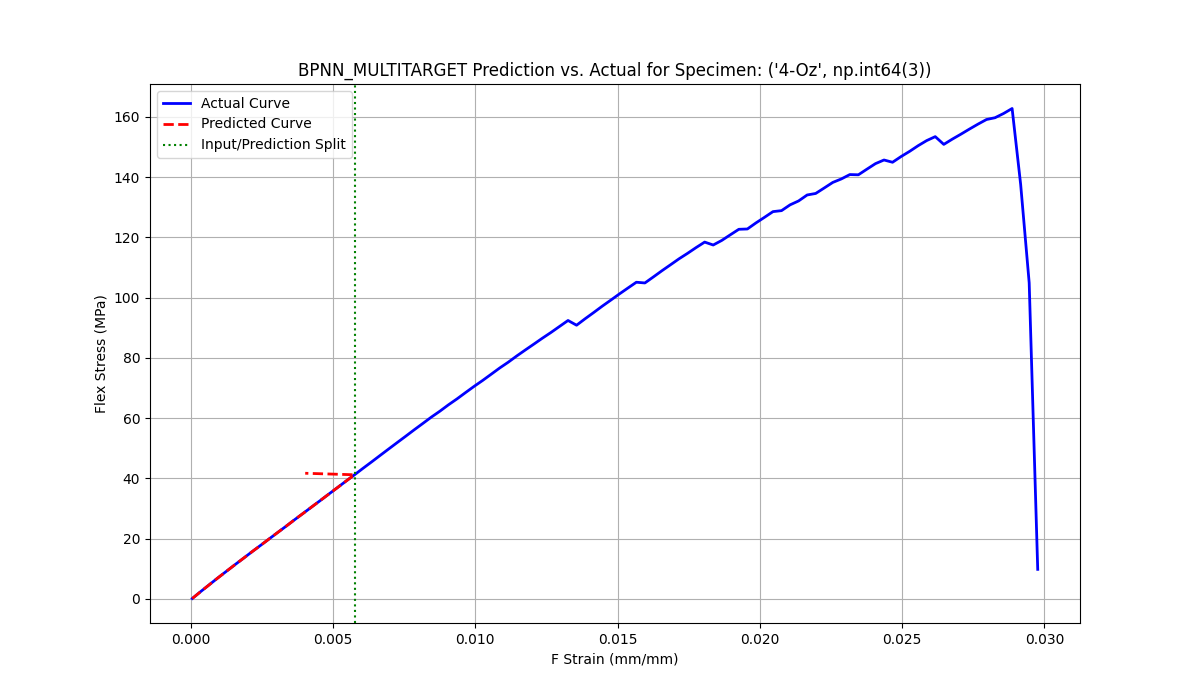 BPNN_MULTITARGET Prediction vs. Actual for Specimen: ('4-Oz', np.int64(3))
Actual Curve
Predicted Curve
Input/Prediction Split
160
140
120
100
80
60
40
20
0
Flex Stress (MPa)
0.000 0.005 0.010 0.015 0.020 0.025 0.030
F Strain (mm/mm)